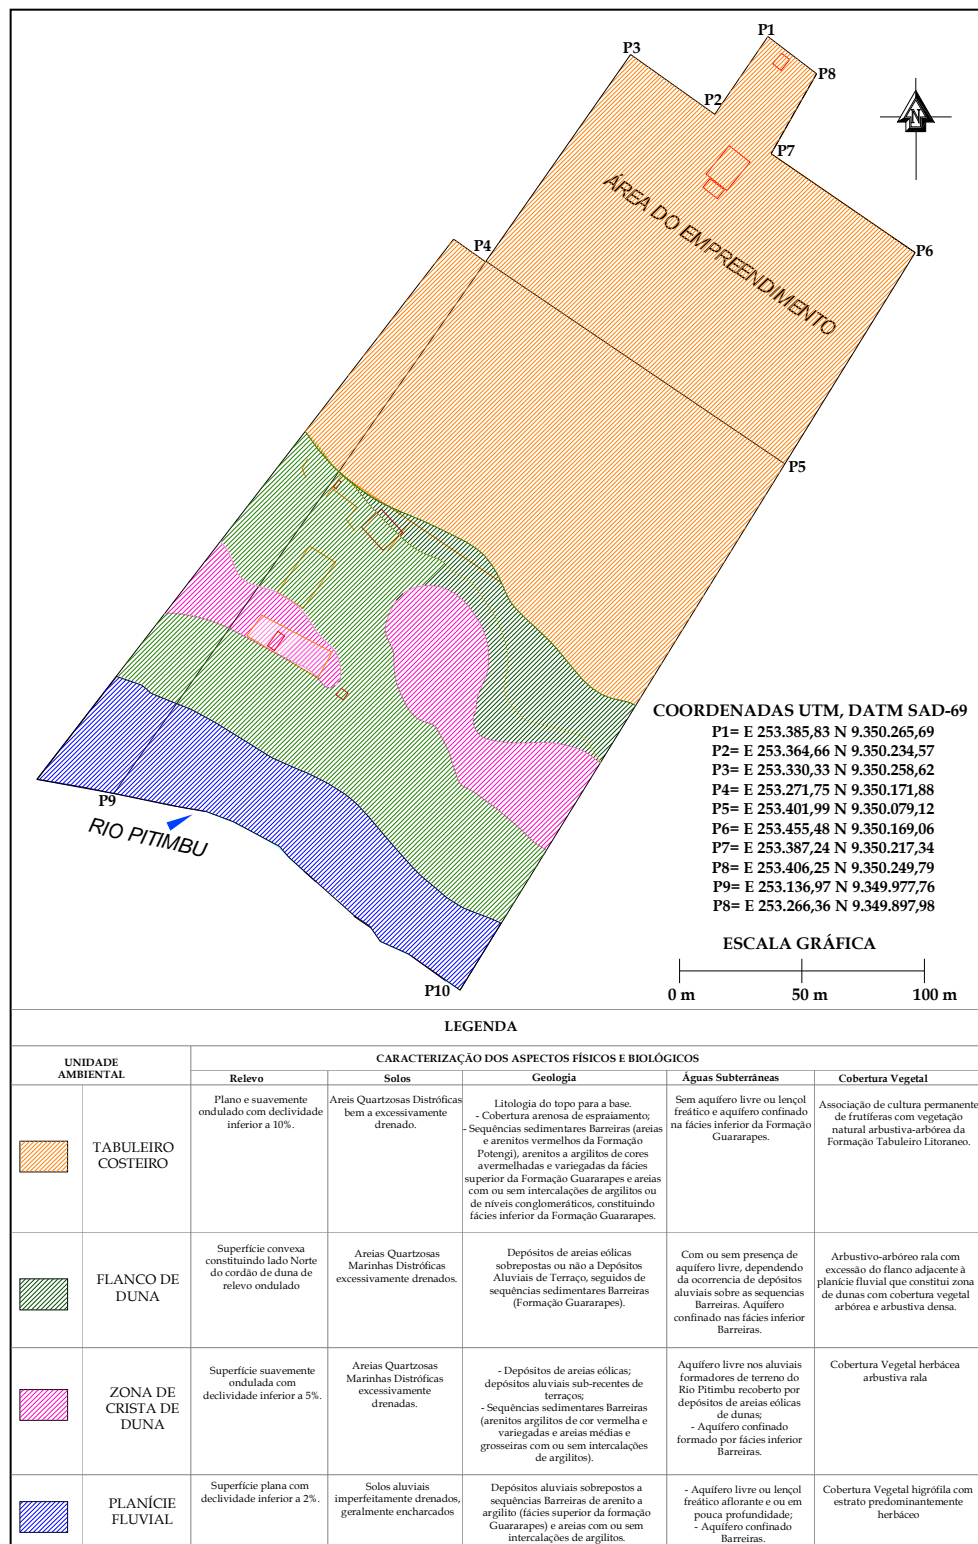 P1
P3
P8
P2
N
P7
ÁREA DO EMPREENDIMENTO
P4
P6
P5
P9
RIO PITIMBU
P10
COORDENADAS UTM, DATM SAD-69
P1= E 253.385,83 N 9.350.265,69
P2= E 253.364,66 N 9.350.234,57
P3= E 253.330,33 N 9.350.258,62
P4= E 253.271,75 N 9.350.171,88
P5= E 253.401,99 N 9.350.079,12
P6= E 253.455,48 N 9.350.169,06
P7= E 253.387,24 N 9.350.217,34
P8= E 253.406,25 N 9.350.249,79
P9= E 253.136,97 N 9.349.977,76
P8= E 253.266,36 N 9.349.897,98
ESCALA GRÁFICA
0 m 50 m 100 m
LEGENDA
UNIDADE
AMBIENTAL
CARACTERIZAÇÃO DOS ASPECTOS FÍSICOS E BIOLÓGICOS
Relevo Solos Geologia Águas Subterrâneas Cobertura Vegetal
TABULEIRO
COSTEIRO
Plano e suavemente
ondulado com declividade
inferior a 10%.
Areis Quartzosas Distróficas
bem a excessivamente
drenado.
Litologia do topo para a base.
- Cobertura arenosa de espraiamento;
- Sequências sedimentares Barreiras (areias
e arenitos vermelhos da Formação
Potengi), arenitos a argilitos de cores
avermelhadas e variegadas da fácies
superior da Formação Guararapes e areias
com ou sem intercalações de argilitos ou
de níveis conglomeráticos, constituindo
fácies inferior da Formação Guararapes.
Sem aquífero livre ou lençol
freático e aquífero confinado
na fácies inferior da Formação
Guararapes.
Associação de cultura permanente
de frutíferas com vegetação
natural arbustiva-arbórea da
Formação Tabuleiro Litoraneo.
FLANCO DE
DUNA
Superfície convexa
constituindo lado Norte
do cordão de duna de
relevo ondulado
Areias Quartzosas
Marinhas Distróficas
excessivamente drenados.
Depósitos de areias eólicas
sobrepostas ou não a Depósitos
Aluviais de Terraço, seguidos de
sequências sedimentares Barreiras
(Formação Guararapes).
Com ou sem presença de
aquífero livre, dependendo
da ocorrencia de depósitos
aluviais sobre as sequencias
Barreiras. Aquífero
confinado nas fácies inferior
Barreiras.
Arbustivo-arbóreo rala com
excessão do flanco adjacente à
planície fluvial que constitui zona
de dunas com cobertura vegetal
arbórea e arbustiva densa.
ZONA DE
CRISTA DE
DUNA
Superfície suavemente
ondulada com
declividade inferior a 5%.
Areias Quartzosas
Marinhas Distróficas
excessivamente
drenadas.
- Depósitos de areias eólicas;
depósitos aluviais sub-recentes de
terraços;
- Sequências sedimentares Barreiras
(arenitos argilitos de cor vermelha e
variegadas e areias médias e
grosseiras com ou sem intercalações
de argilitos).
Aquífero livre nos aluviais
formadores de terreno do
Rio Pitimbu recoberto por
depósitos de areias eólicas
de dunas;
- Aquífero confinado
formado por fácies inferior
Barreiras.
Cobertura Vegetal herbácea
arbustiva rala
PLANÍCIE
FLUVIAL
Superfície plana com
declividade inferior a 2%.
Solos aluviais
imperfeitamente drenados,
geralmente encharcados
Depósitos aluviais sobrepostos a
sequências Barreiras de arenito a
argilito (fácies superior da formação
Guararapes) e areias com ou sem
intercalações de argilitos.
- Aquífero livre ou lençol
freático aflorante e ou em
pouca profundidade;
- Aquífero confinado
Barreiras.
Cobertura Vegetal higrófila com
estrato predominantemente
herbáceo